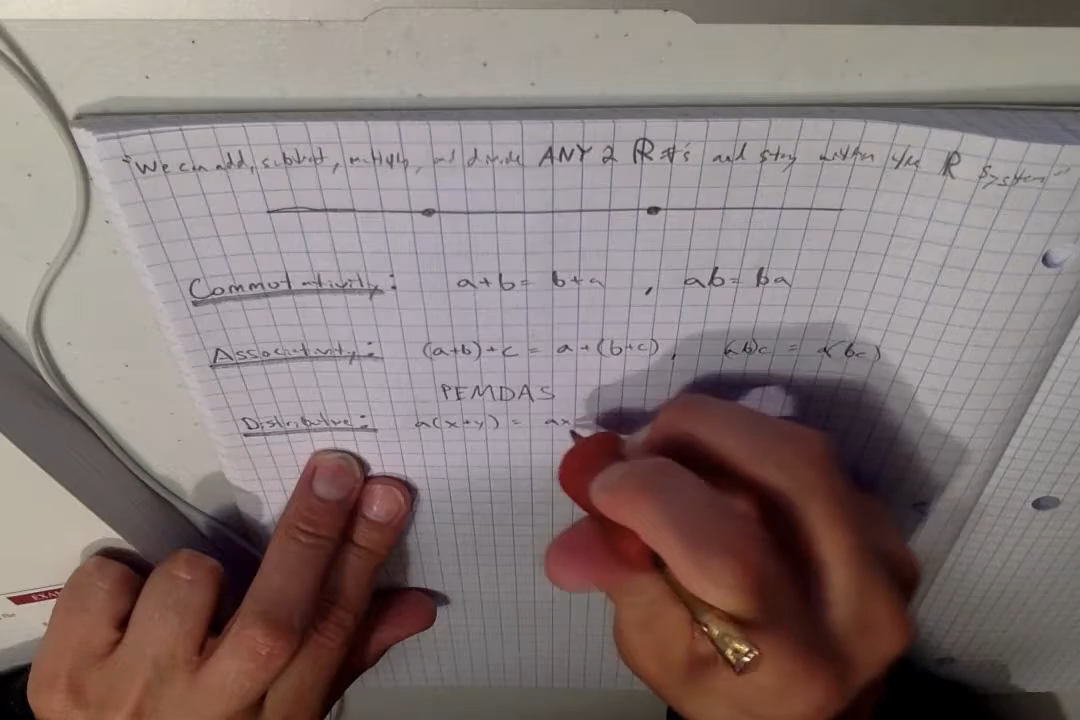 "We can add, subtract, multiply, and divide ANY 2 ℝ #'s and stay within the ℝ system"
Commutativity: a+b = b+a , ab = ba
Associativity: (a+b)+c = a+(b+c), (ab)c = a(bc)
PEMDAS
Distributive: a(x+y) = ax